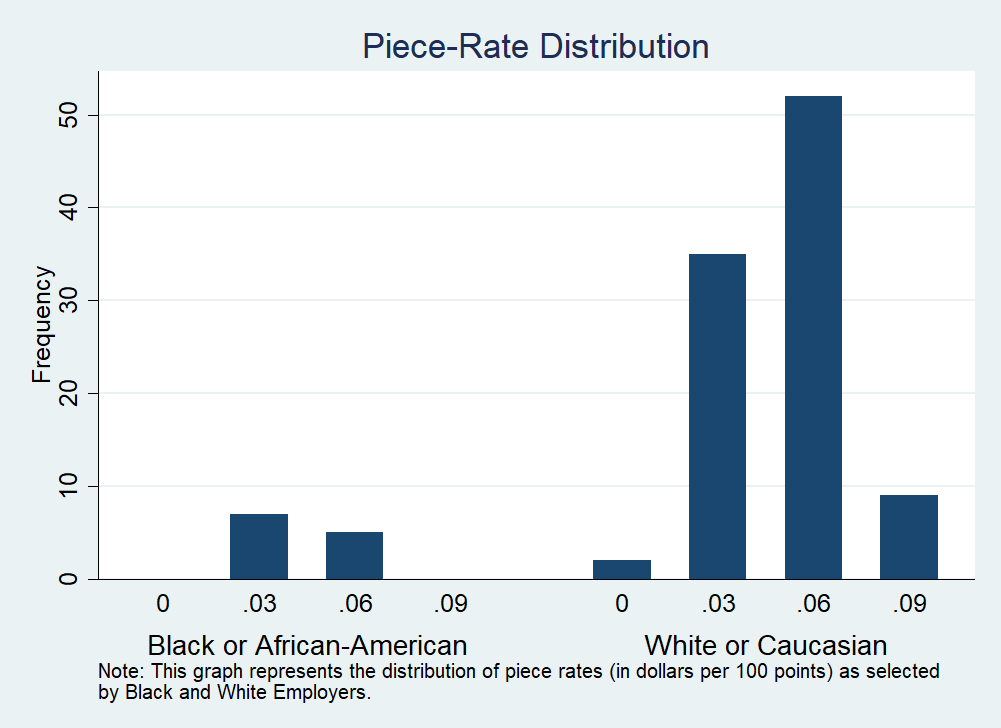 Piece-Rate Distribution
Frequency
50
40
30
20
10
0
0 .03 .06 .09 0 .03 .06 .09
Black or African-American White or Caucasian
Note: This graph represents the distribution of piece rates (in dollars per 100 points) as selected
by Black and White Employers.